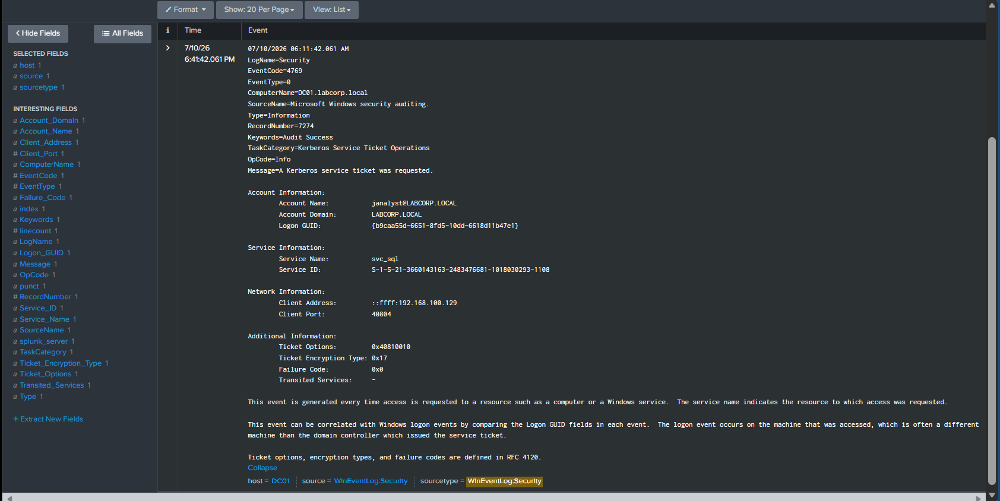 Format
Show: 20 Per Page
View: List
Hide Fields
All Fields
i
Time
Event
SELECTED FIELDS
a host 1
a source 1
a sourcetype 1
INTERESTING FIELDS
a Account_Domain 1
a Account_Name 1
a Client_Address 1
# Client_Port 1
a ComputerName 1
# EventCode 1
# EventType 1
a Failure_Code 1
a index 1
a Keywords 1
# linecount 1
a LogName 1
a Logon_GUID 1
a Message 1
a OpCode 1
a punct 1
# RecordNumber 1
a Service_ID 1
a Service_Name 1
a SourceName 1
a splunk_server 1
a TaskCategory 1
a Ticket_Encryption_Type 1
a Ticket_Options 1
a Transited_Services 1
a Type 1
+ Extract New Fields
7/10/26
6:41:42.061 PM
07/10/2026 06:11:42.061 AM
LogName=Security
EventCode=4769
EventType=0
ComputerName=DC01.labcorp.local
SourceName=Microsoft Windows security auditing.
Type=Information
RecordNumber=7274
Keywords=Audit Success
TaskCategory=Kerberos Service Ticket Operations
OpCode=Info
Message=A Kerberos service ticket was requested.
Account Information:
Account Name: janalyst@LABCORP.LOCAL
Account Domain: LABCORP.LOCAL
Logon GUID: {b9caa55d-6651-8fd5-10dd-6618d11b47e1}
Service Information:
Service Name: svc_sql
Service ID: S-1-5-21-3660143163-2483476681-1018030293-1108
Network Information:
Client Address: ::ffff:192.168.100.129
Client Port: 40804
Additional Information:
Ticket Options: 0x40810010
Ticket Encryption Type: 0x17
Failure Code: 0x0
Transited Services: -
This event is generated every time access is requested to a resource such as a computer or a Windows service. The service name indicates the resource to which access was requested.
This event can be correlated with Windows logon events by comparing the Logon GUID fields in each event. The logon event occurs on the machine that was accessed, which is often a different
machine than the domain controller which issued the service ticket.
Ticket options, encryption types, and failure codes are defined in RFC 4120.
Collapse
host = DC01 source = WinEventLog:Security sourcetype = WinEventLog:Security